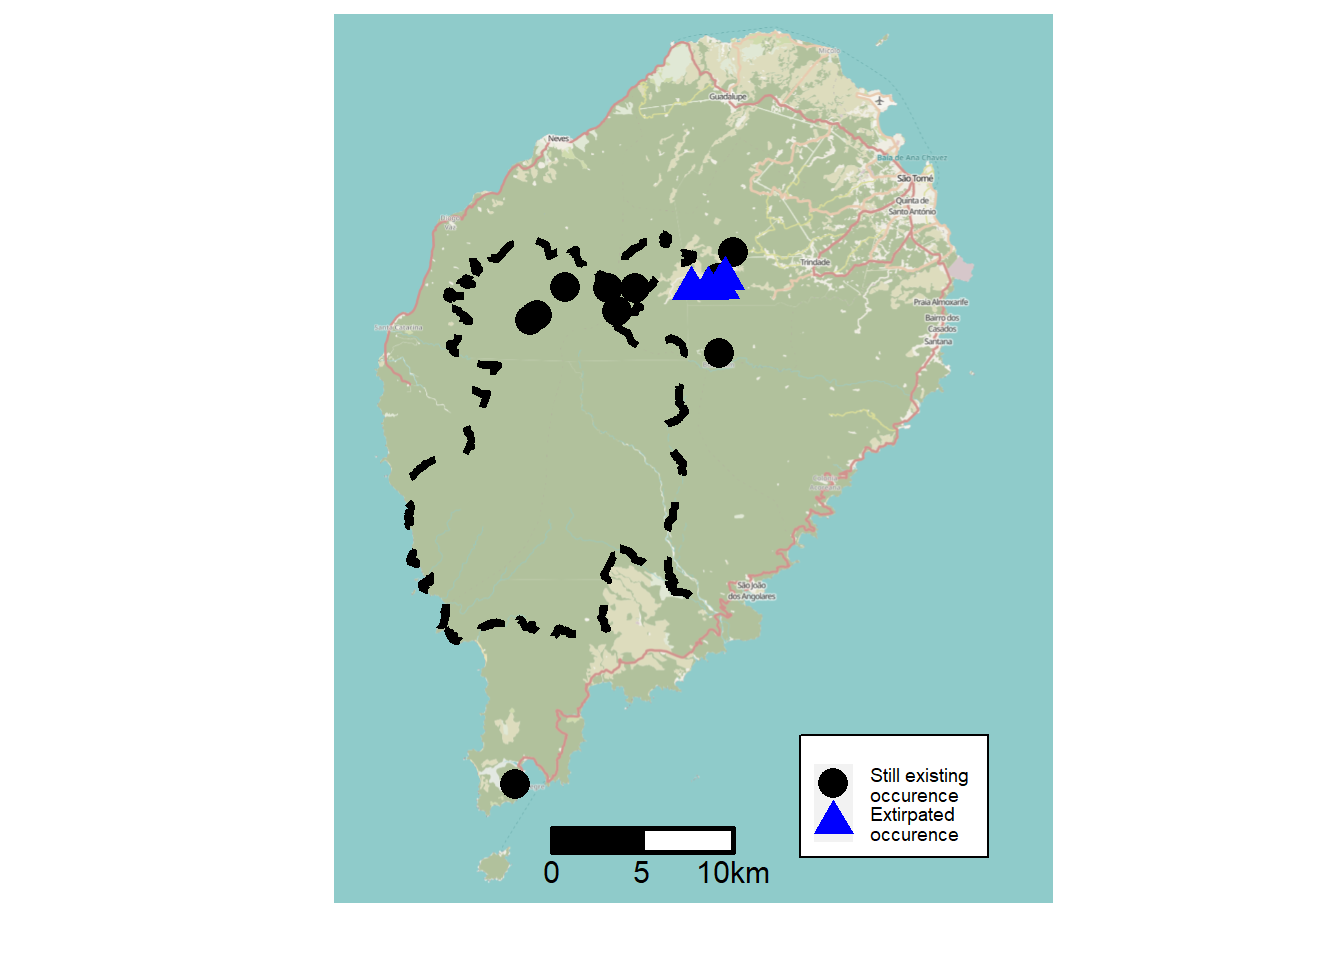 Guadalupe
Neves
Baía de Ana Chavez
São Tomé
Quinta de
Santo António
Trindade
Santa Catarina
Praia Almoxarife
Bairro dos
Casados
Santana
São João
dos Angolares
Still existing
occurence
Extirpated
occurence
0 5 10km